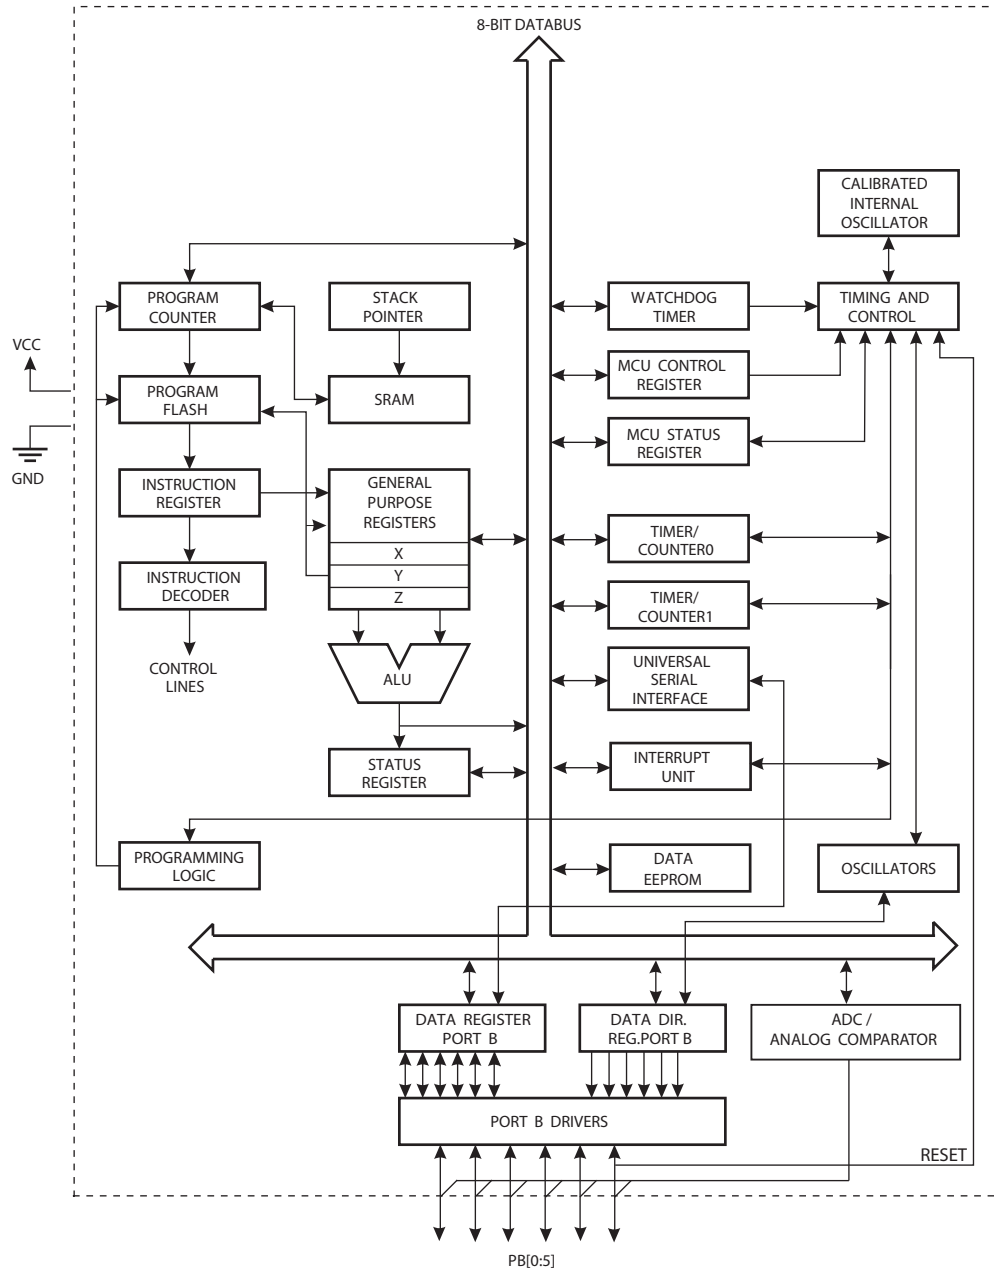 8-BIT DATABUS
CALIBRATED
INTERNAL
OSCILLATOR
PROGRAM
COUNTER
STACK
POINTER
WATCHDOG
TIMER
TIMING AND
CONTROL
VCC
PROGRAM
FLASH
SRAM
MCU CONTROL
REGISTER
MCU STATUS
REGISTER
GND
INSTRUCTION
REGISTER
GENERAL
PURPOSE
REGISTERS
X
Y
Z
TIMER/
COUNTER0
INSTRUCTION
DECODER
TIMER/
COUNTER1
CONTROL
LINES
ALU
UNIVERSAL
SERIAL
INTERFACE
STATUS
REGISTER
INTERRUPT
UNIT
PROGRAMMING
LOGIC
DATA
EEPROM
OSCILLATORS
DATA REGISTER
PORT B
DATA DIR.
REG.PORT B
ADC /
ANALOG COMPARATOR
PORT B DRIVERS
RESET
PB[0:5]